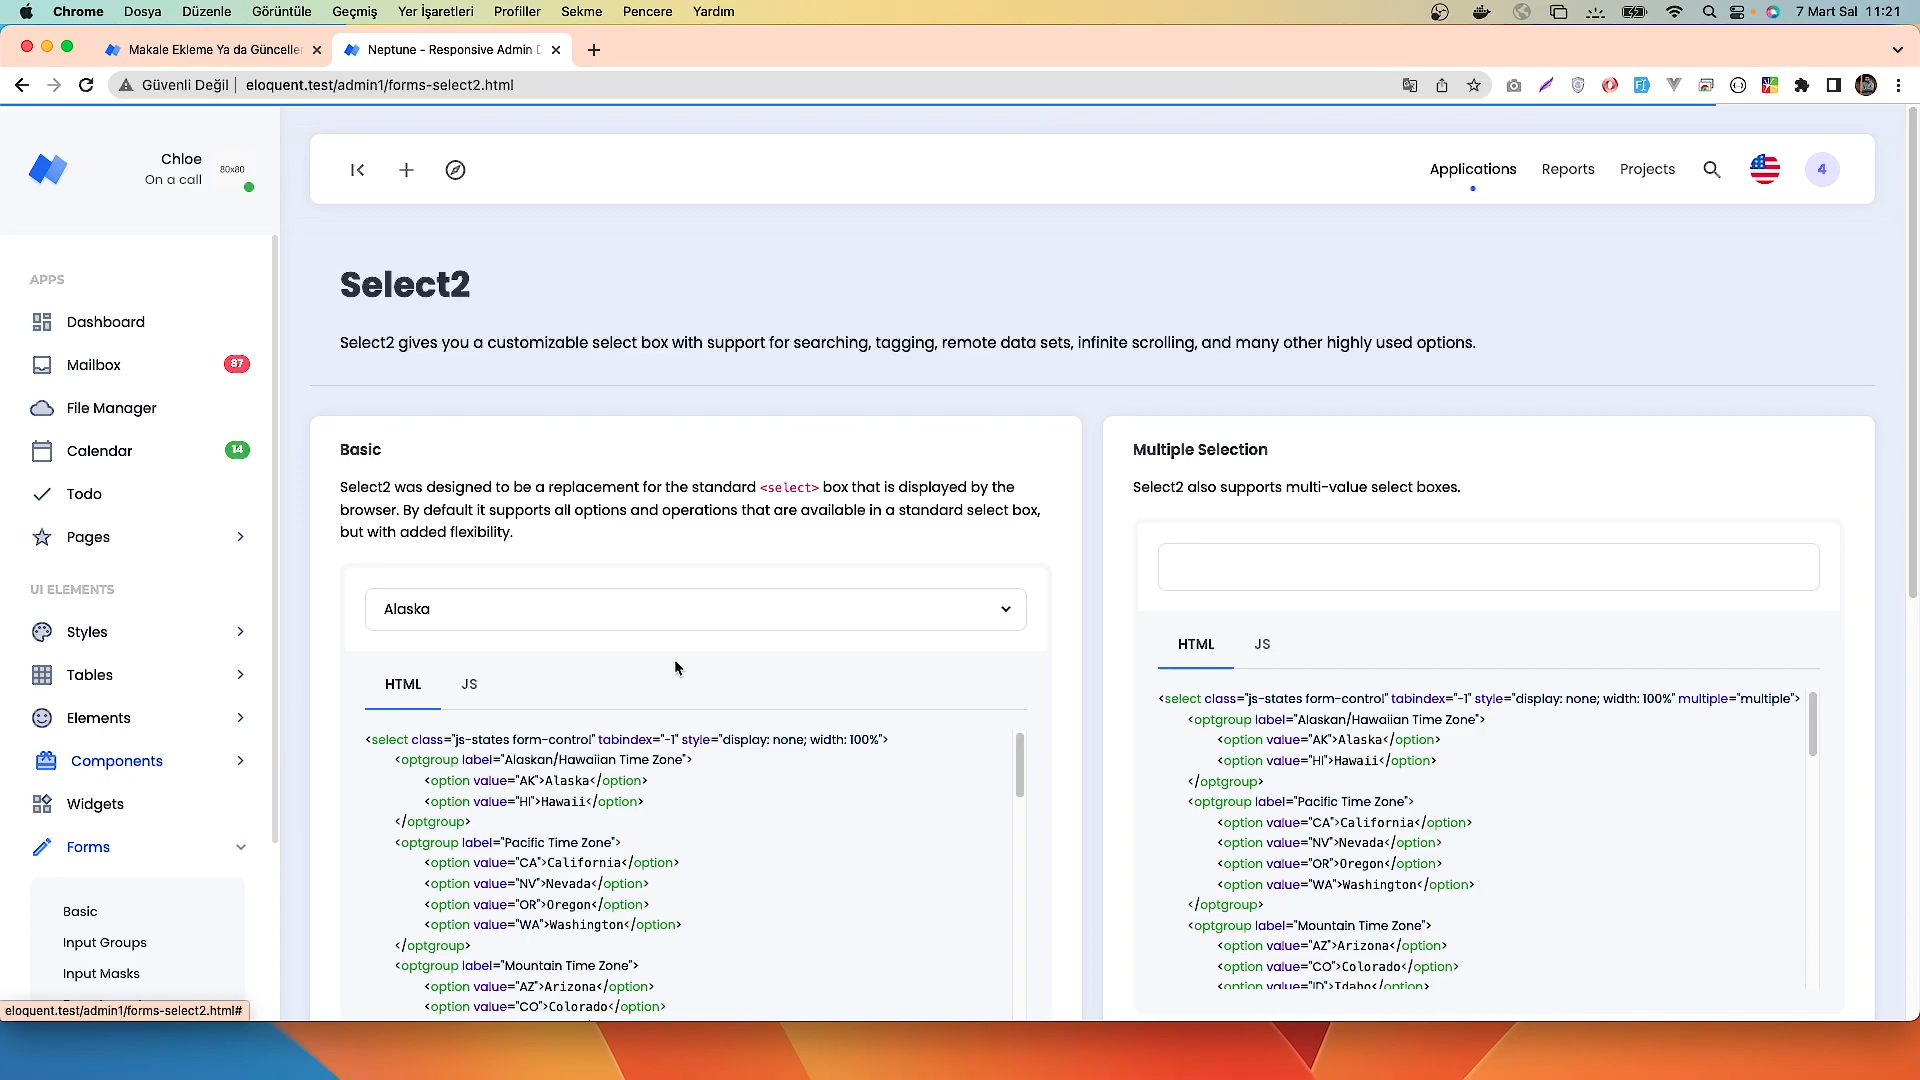 Chrome Dosya Düzenle Görüntüle Geçmiş Yer İşaretleri Profiller Sekme Pencere Yardım 7 Mart Sal 11:21
Makale Ekleme Ya da Güncelle
Neptune - Responsive Admin D
Güvenli Değil eloquent.test/admin1/forms-select2.html
Chloe
On a call
80x80
Applications Reports Projects 4
APPS
Dashboard
Mailbox 87
File Manager
Calendar 14
Todo
Pages
UI ELEMENTS
Styles
Tables
Elements
Components
Widgets
Forms
Basic
Input Groups
Input Masks
eloquent.test/admin1/forms-select2.html#
Select2
Select2 gives you a customizable select box with support for searching, tagging, remote data sets, infinite scrolling, and many other highly used options.
Basic
Select2 was designed to be a replacement for the standard <select> box that is displayed by the
browser. By default it supports all options and operations that are available in a standard select box,
but with added flexibility.
Alaska
HTML JS
<select class="js-states form-control" tabindex="-1" style="display: none; width: 100%">
<optgroup label="Alaskan/Hawaiian Time Zone">
<option value="AK">Alaska</option>
<option value="HI">Hawaii</option>
</optgroup>
<optgroup label="Pacific Time Zone">
<option value="CA">California</option>
<option value="NV">Nevada</option>
<option value="OR">Oregon</option>
<option value="WA">Washington</option>
</optgroup>
<optgroup label="Mountain Time Zone">
<option value="AZ">Arizona</option>
<option value="CO">Colorado</option>
Multiple Selection
Select2 also supports multi-value select boxes.
HTML JS
<select class="js-states form-control" tabindex="-1" style="display: none; width: 100%" multiple="multiple">
<optgroup label="Alaskan/Hawaiian Time Zone">
<option value="AK">Alaska</option>
<option value="HI">Hawaii</option>
</optgroup>
<optgroup label="Pacific Time Zone">
<option value="CA">California</option>
<option value="NV">Nevada</option>
<option value="OR">Oregon</option>
<option value="WA">Washington</option>
</optgroup>
<optgroup label="Mountain Time Zone">
<option value="AZ">Arizona</option>
<option value="CO">Colorado</option>
<option value="ID">Idaho</option>